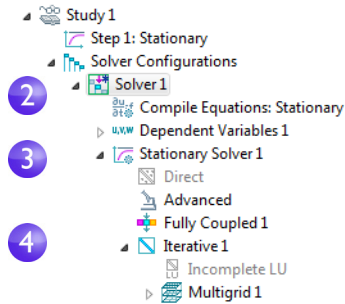 Study 1
Step 1: Stationary
Solver Configurations
2 Solver 1
Compile Equations: Stationary
u,v,w Dependent Variables 1
3 Stationary Solver 1
Direct
Advanced
Fully Coupled 1
4 Iterative 1
LU Incomplete LU
Multigrid 1